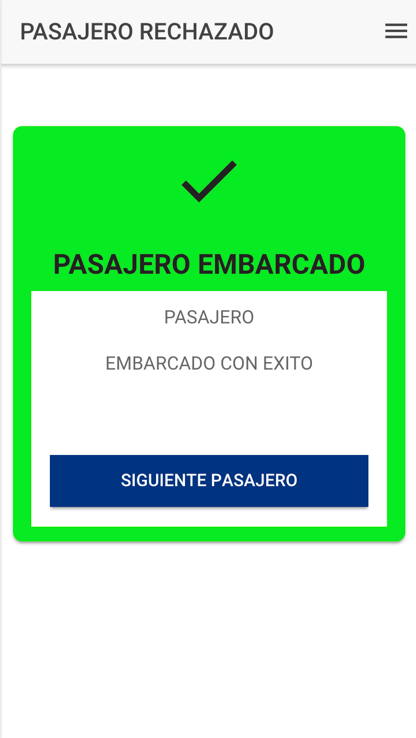 PASAJERO RECHAZADO
PASAJERO EMBARCADO
PASAJERO
EMBARCADO CON EXITO
SIGUIENTE PASAJERO